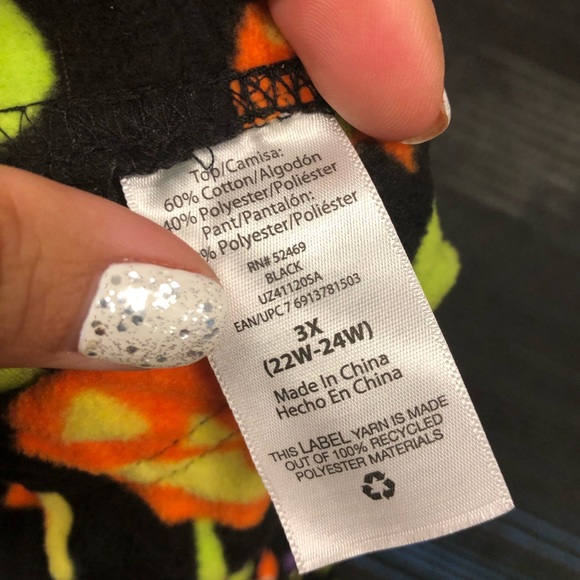 Top/Camisa:
60% Cotton/Algodón
40% Polyester/Poliéster
Pant/Pantalón:
% Polyester/Poliéster
RN# 52469
BLACK
UZ41120SA
EAN/UPC 7 6913781503
3X
(22W-24W)
Made In China
Hecho En China
THIS LABEL YARN IS MADE
OUT OF 100% RECYCLED
POLYESTER MATERIALS